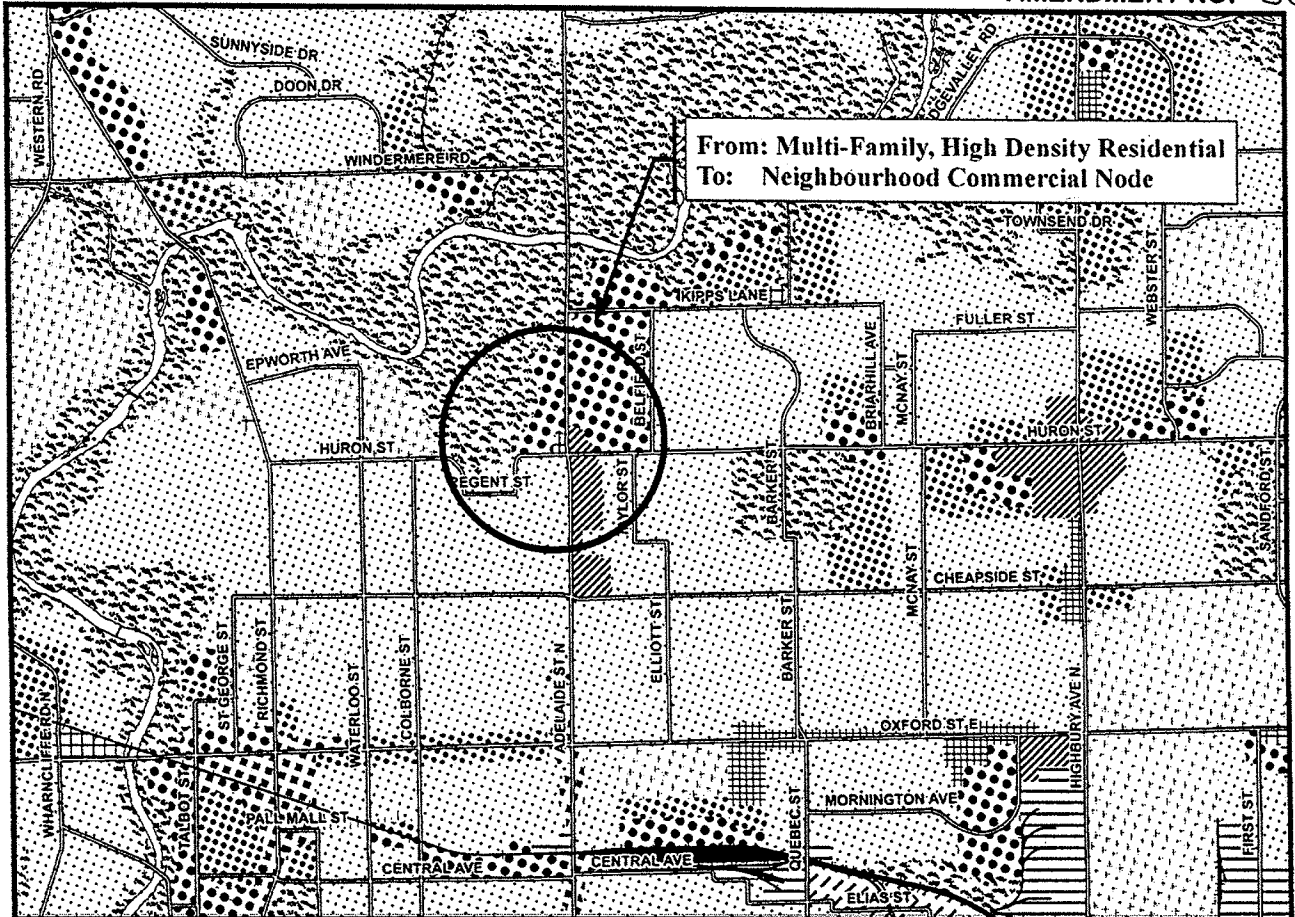 AMENDMENT NO.
SUNNYSIDE DR
DOON DR
WESTERN RD
WINDERMERE RD
From: Multi-Family, High Density Residential
To: Neighbourhood Commercial Node
TOWNSEND DR
WEBSTER ST
KIPPS LANE
FULLER ST
EPWORTH AVE
BELFIELD ST
BRIARHILL AVE
MCNAY ST
HURON ST
HURON ST
REGENT ST
BARKER ST
SANDFORD ST
CHEAPSIDE ST
MCNAY ST
ST GEORGE ST
RICHMOND ST
WATERLOO ST
COLBORNE ST
ADELAIDE ST N
ELLIOTT ST
BARKER ST
HIGHBURY AVE N
OXFORD ST E
WHARNCLIFFE RD N
TALBOT ST
PALL MALL ST
MORNINGTON AVE
QUEBEC ST
FIRST ST
CENTRAL AVE
CENTRAL AVE
ELIAS ST